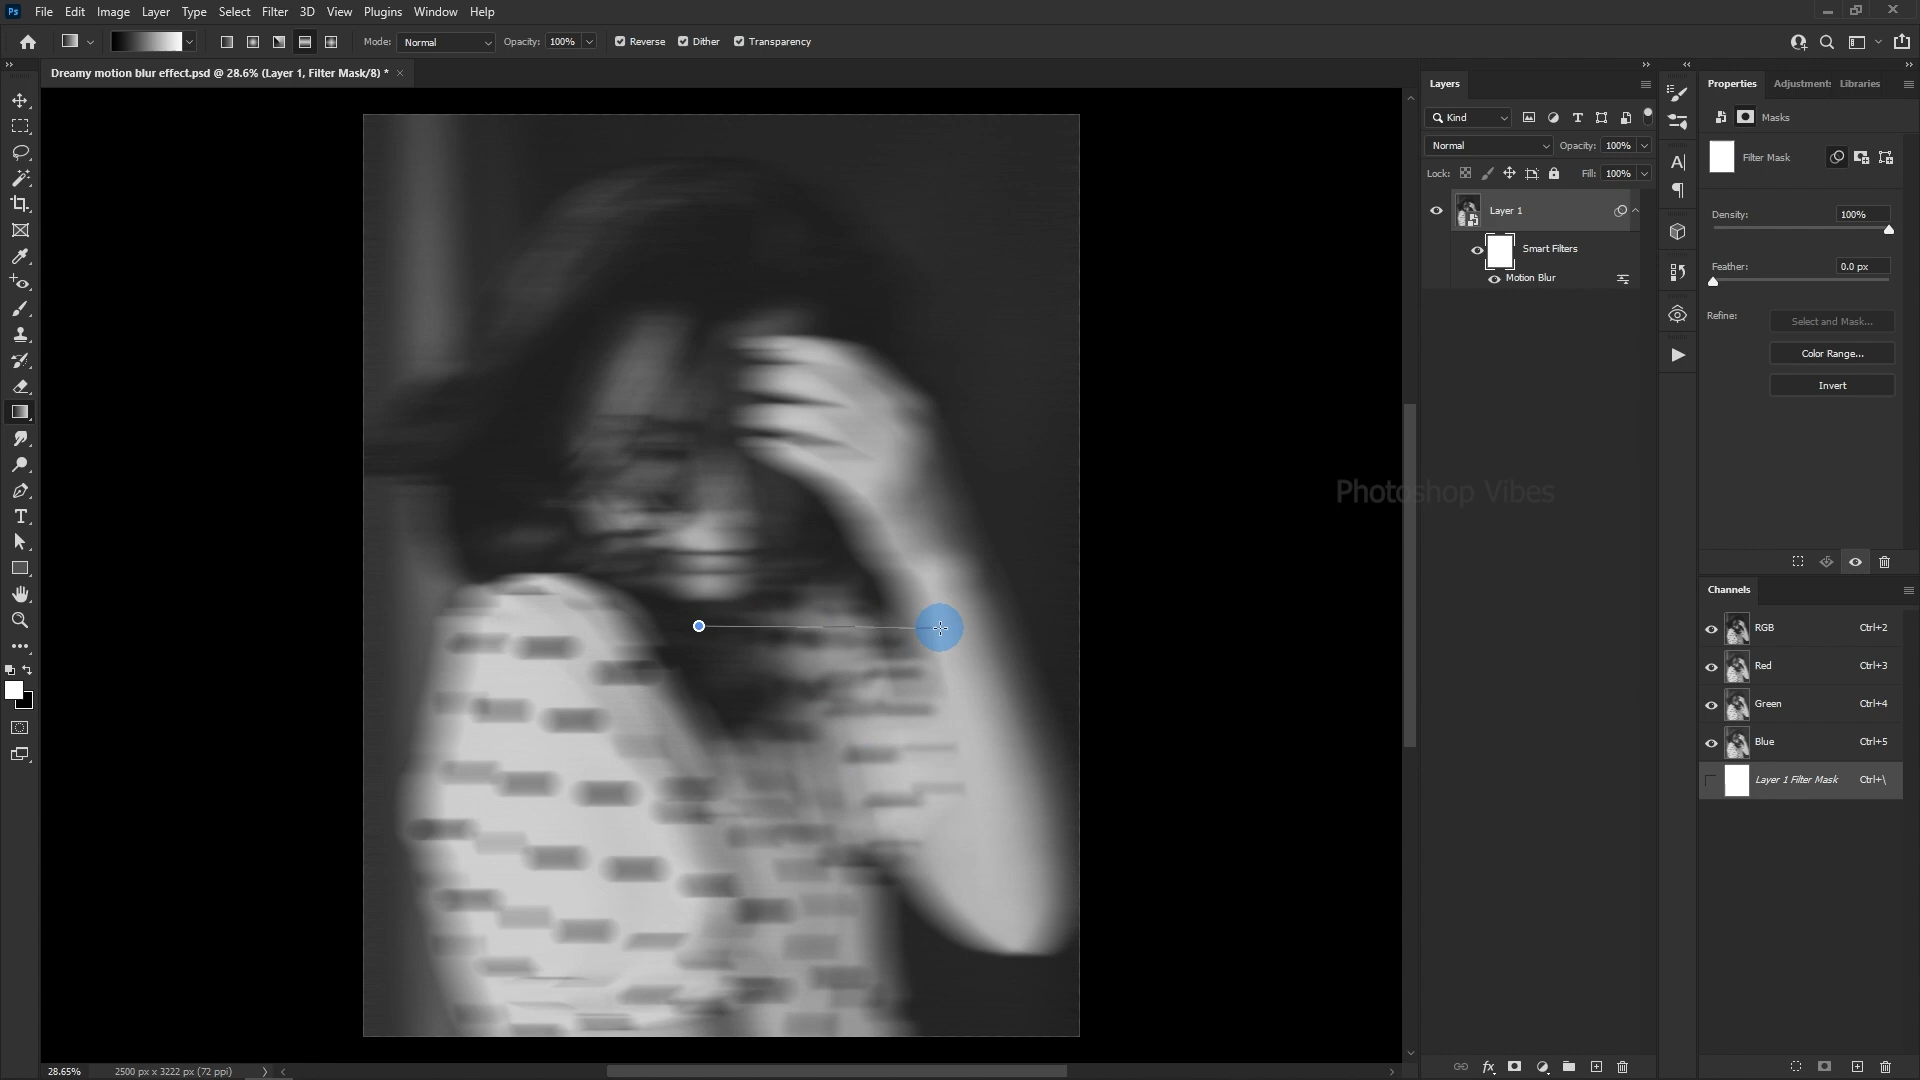 Ps File Edit Image Layer Type Select Filter 3D View Plugins Window Help
Mode: Normal Opacity: 100% Reverse Dither Transparency
Dreamy motion blur effect.psd @ 28.6% (Layer 1, Filter Mask/8) * ×
Layers
Kind
Normal Opacity: 100%
Lock: Fill: 100%
Layer 1
Smart Filters
Motion Blur
Properties Adjustments Libraries
Masks
Filter Mask
Density: 100%
Feather: 0.0 px
Refine: Select and Mask...
Color Range...
Invert
Photoshop Vibes
Channels
RGB Ctrl+2
Red Ctrl+3
Green Ctrl+4
Blue Ctrl+5
Layer 1 Filter Mask Ctrl+\
28.65% 2500 px x 3222 px (72 ppi)